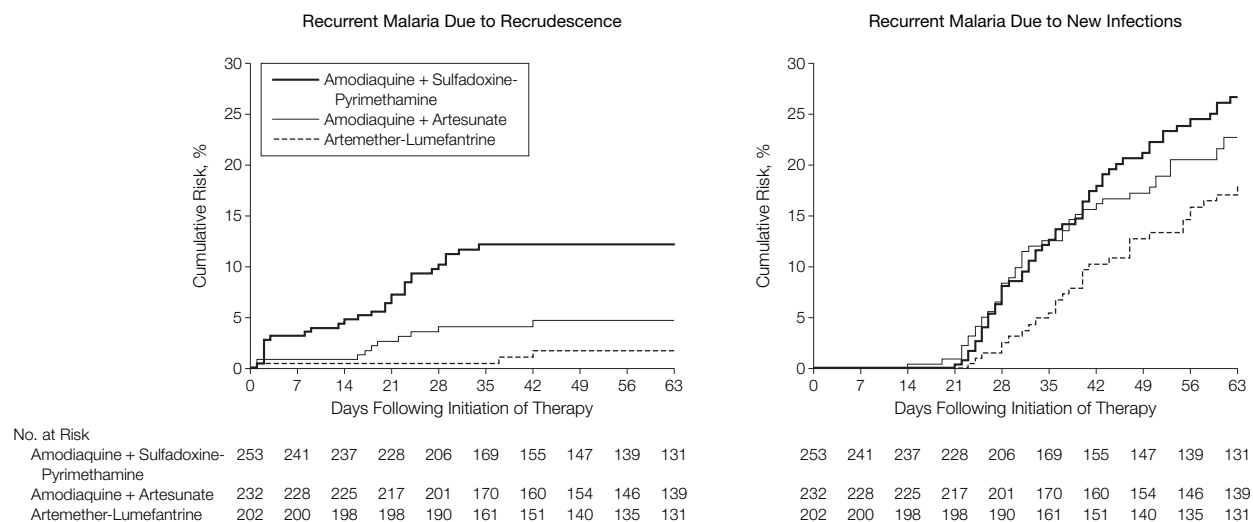 Recurrent Malaria Due to Recrudescence
30
25
20
15
10
5
0
Cumulative Risk, %
Amodiaquine + Sulfadoxine-
Pyrimethamine
Amodiaquine + Artesunate
Artemether-Lumefantrine
0 7 14 21 28 35 42 49 56 63
Days Following Initiation of Therapy
Recurrent Malaria Due to New Infections
30
25
20
15
10
5
0
Cumulative Risk, %
0 7 14 21 28 35 42 49 56 63
Days Following Initiation of Therapy
No. at Risk
Amodiaquine + Sulfadoxine- 253 241 237 228 206 169 155 147 139 131 253 241 237 228 206 169 155 147 139 131
Pyrimethamine
Amodiaquine + Artesunate 232 228 225 217 201 170 160 154 146 139 232 228 225 217 201 170 160 154 146 139
Artemether-Lumefantrine 202 200 198 198 190 161 151 140 135 131 202 200 198 198 190 161 151 140 135 131